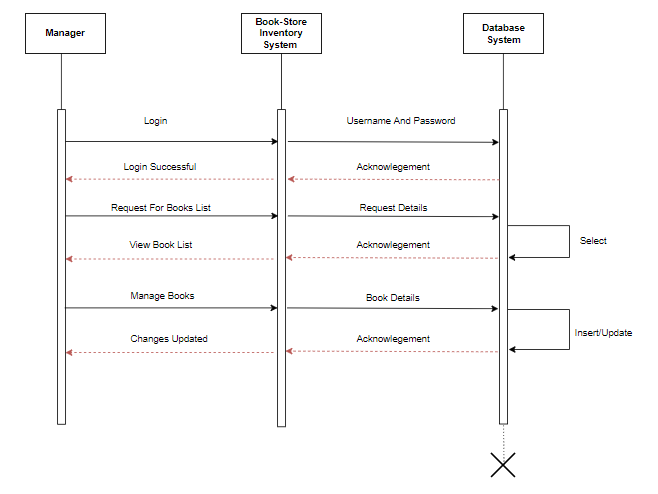 Manager
Book-Store
Inventory
System
Database
System
Login
Username And Password
Login Successful
Acknowlegement
Request For Books List
Request Details
Select
View Book List
Acknowlegement
Manage Books
Book Details
Insert/Update
Changes Updated
Acknowlegement